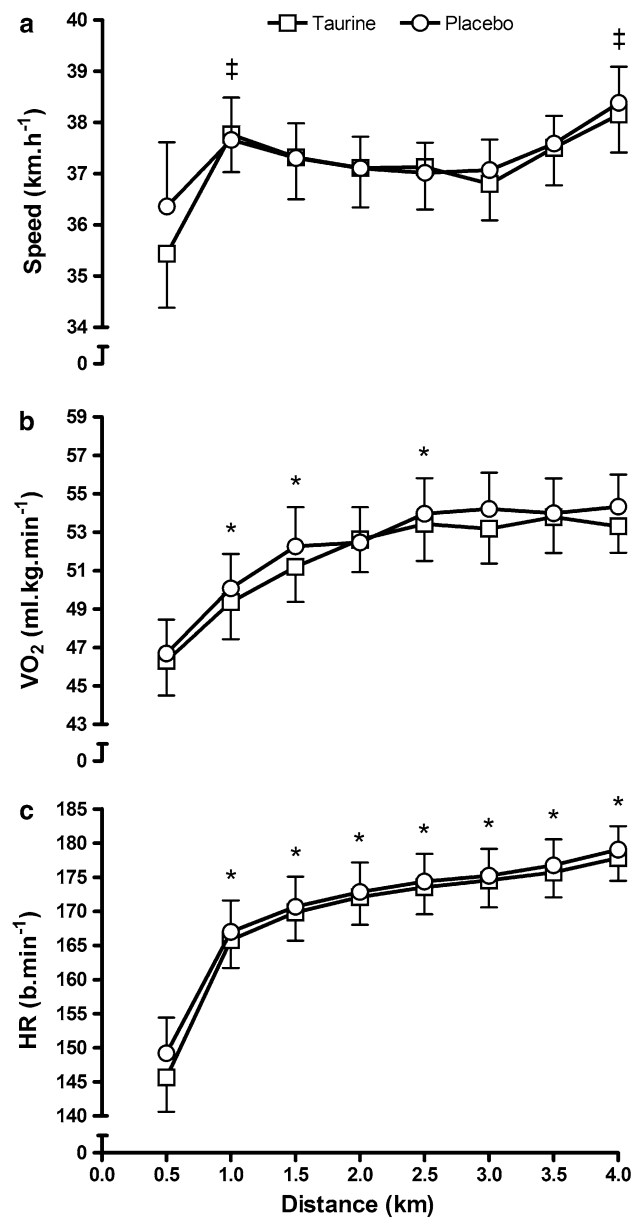 a
Taurine Placebo
Speed (km.h⁻¹)
40
39
38
37
36
35
34
0
‡ ‡
b
VO₂ (ml.kg.min⁻¹)
59
57
55
53
51
49
47
45
43
0
* * *
c
HR (b.min⁻¹)
185
180
175
170
165
160
155
150
145
140
0
* * * * * * *
0.0 0.5 1.0 1.5 2.0 2.5 3.0 3.5 4.0
Distance (km)